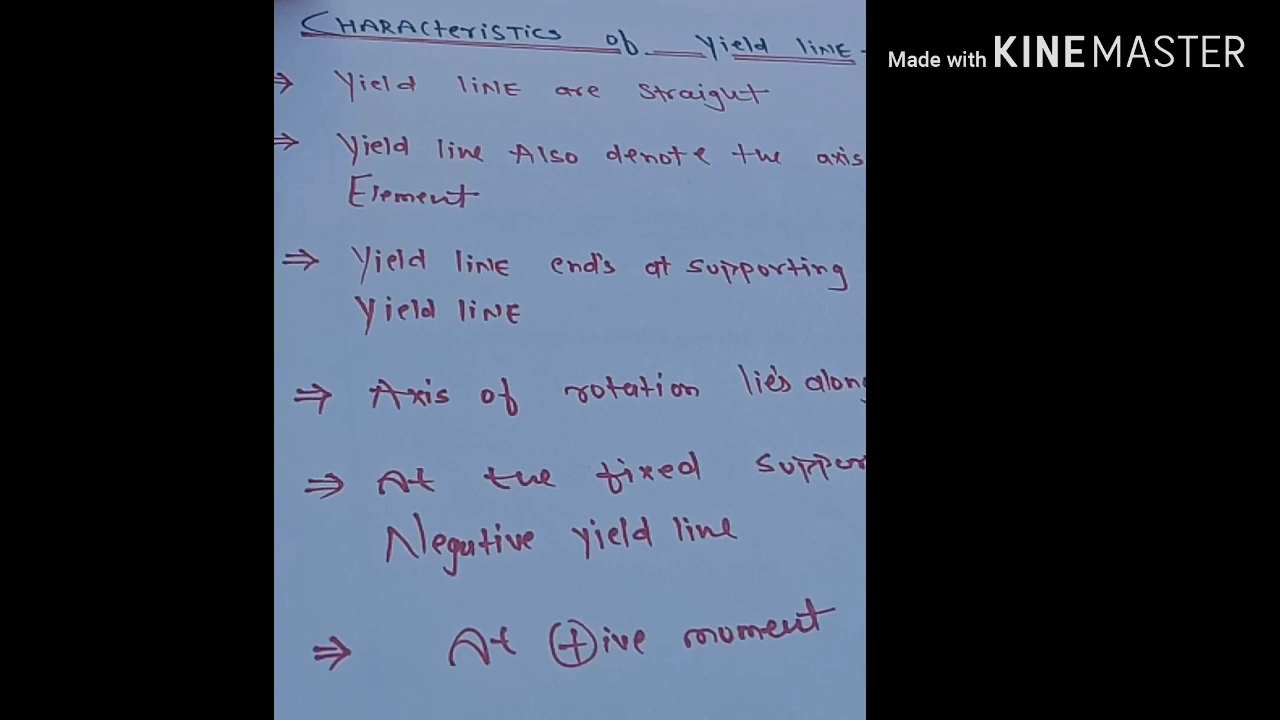 CHARACteriSTICS of Yield liNE -
Made with KINEMASTER
⇒ Yield liNE are straigut
⇒ Yield line Also denote the axis
Element
⇒ Yield liNE end's at supporting
Yield liNE
⇒ Axis of rotation lie's along
⇒ At the fixed suppor
Negative yield line
⇒ At ⊕ive moment